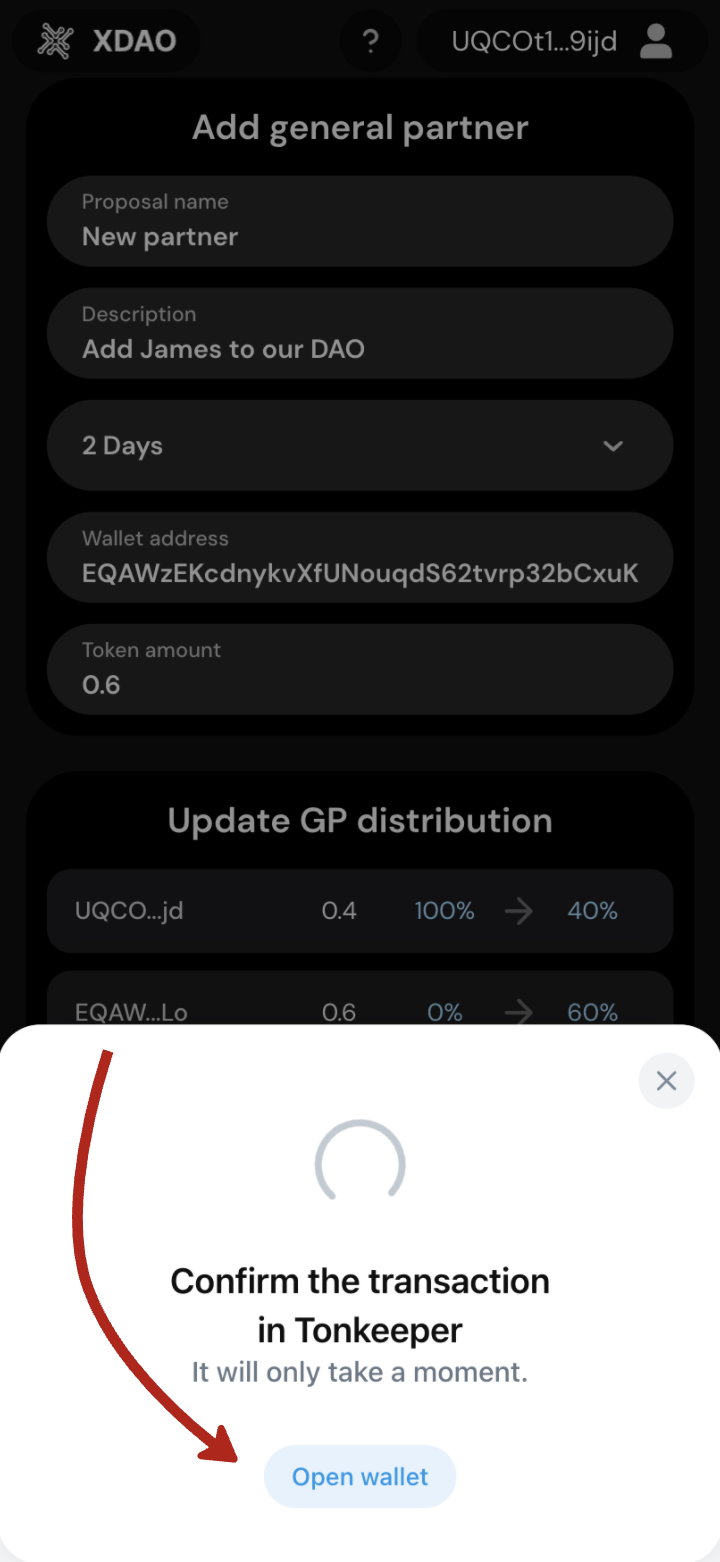 XDAO
?
UQCOt1...9ijd
Add general partner
Proposal name
New partner
Description
Add James to our DAO
2 Days
Wallet address
EQAWzEKcdnykvXfUNouqdS62tvrp32bCxuK
Token amount
0.6
Update GP distribution
UQCO...jd 0.4 100% → 40%
EQAW...Lo 0.6 0% → 60%
Confirm the transaction
in Tonkeeper
It will only take a moment.
Open wallet